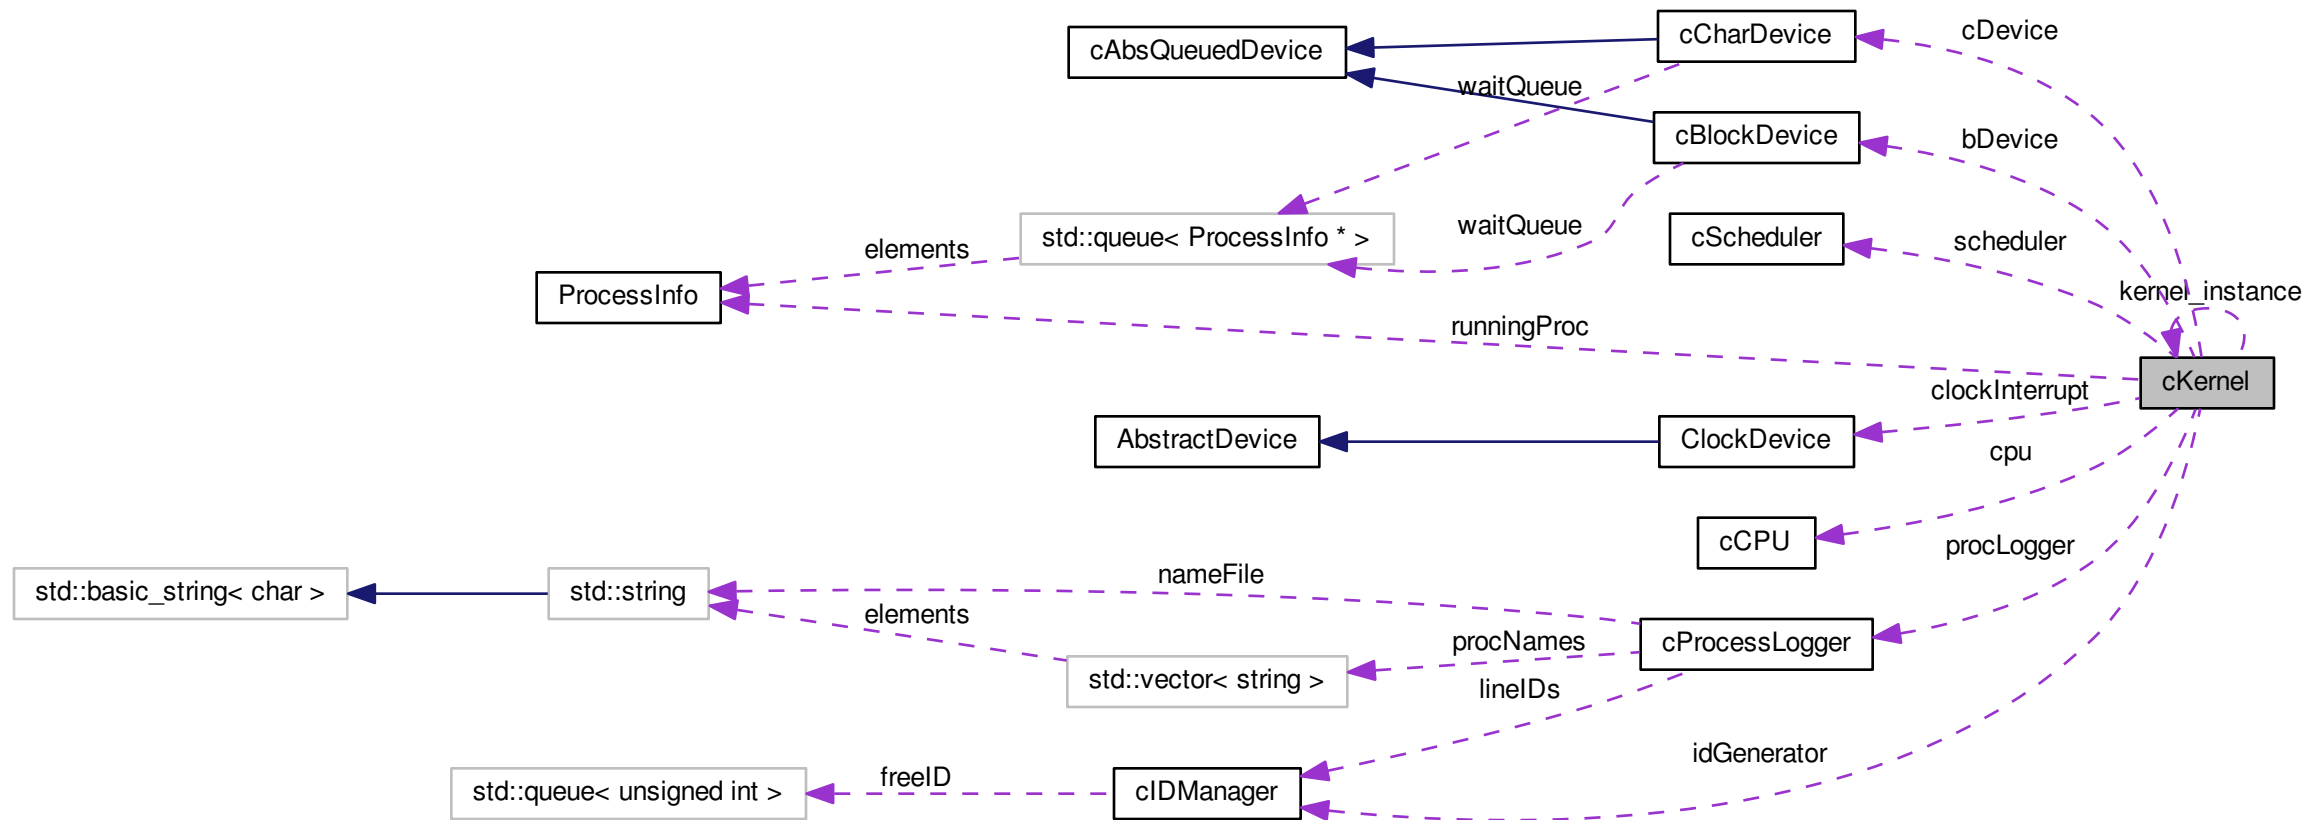 cCharDevice
cDevice
cAbsQueuedDevice
waitQueue
cBlockDevice
bDevice
std::queue< ProcessInfo * >
waitQueue
cScheduler
scheduler
elements
ProcessInfo
kernel_instance
runningProc
cKernel
clockInterrupt
AbstractDevice
ClockDevice
cpu
cCPU
procLogger
nameFile
std::basic_string< char >
std::string
elements
procNames
cProcessLogger
std::vector< string >
lineIDs
idGenerator
freeID
std::queue< unsigned int >
cIDManager